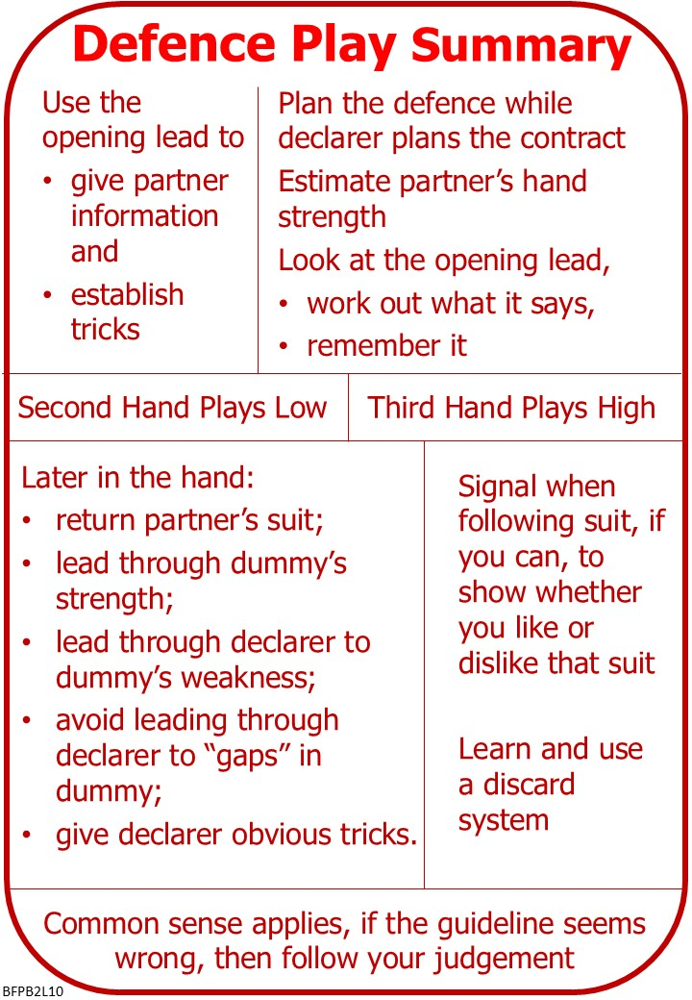 Defence Play Summary
Use the
opening lead to
• give partner
information
and
• establish
tricks
Plan the defence while
declarer plans the contract
Estimate partner’s hand
strength
Look at the opening lead,
• work out what it says,
• remember it
Second Hand Plays Low
Third Hand Plays High
Later in the hand:
• return partner’s suit;
• lead through dummy’s
strength;
• lead through declarer to
dummy’s weakness;
• avoid leading through
declarer to “gaps” in
dummy;
• give declarer obvious tricks.
Signal when
following suit, if
you can, to
show whether
you like or
dislike that suit
Learn and use
a discard
system
Common sense applies, if the guideline seems
wrong, then follow your judgement
BFPB2L10